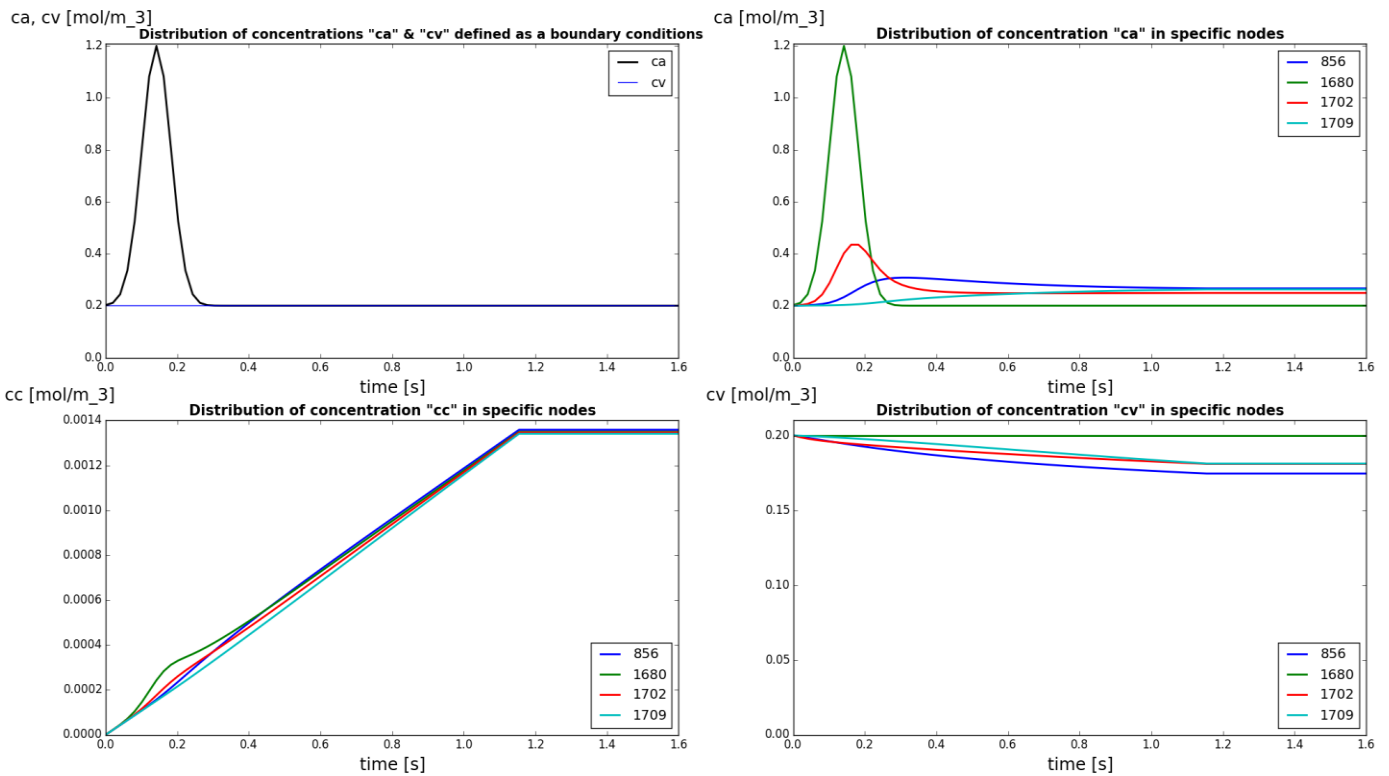 ca, cv [mol/m_3]
Distribution of concentrations "ca" & "cv" defined as a boundary conditions
1.2
1.0
0.8
0.6
0.4
0.2
0.0
0.0 0.2 0.4 0.6 0.8 1.0 1.2 1.4 1.6
time [s]
ca
cv
ca [mol/m_3]
Distribution of concentration "ca" in specific nodes
1.2
1.0
0.8
0.6
0.4
0.2
0.0
0.0 0.2 0.4 0.6 0.8 1.0 1.2 1.4 1.6
time [s]
856
1680
1702
1709
cc [mol/m_3]
Distribution of concentration "cc" in specific nodes
0.0014
0.0012
0.0010
0.0008
0.0006
0.0004
0.0002
0.0000
0.0 0.2 0.4 0.6 0.8 1.0 1.2 1.4 1.6
time [s]
856
1680
1702
1709
cv [mol/m_3]
Distribution of concentration "cv" in specific nodes
0.20
0.15
0.10
0.05
0.00
0.0 0.2 0.4 0.6 0.8 1.0 1.2 1.4 1.6
time [s]
856
1680
1702
1709